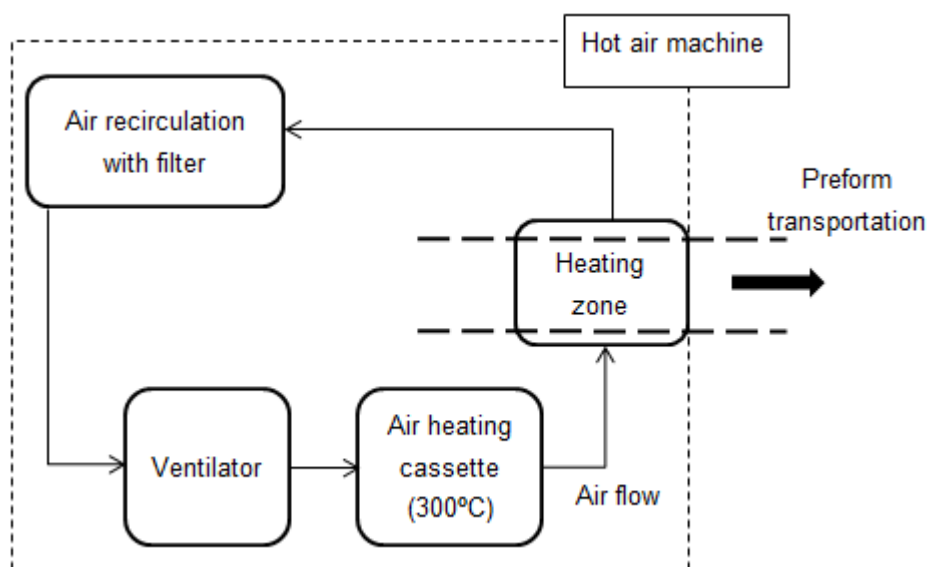 Hot air machine
Air recirculation
with filter
Preform
transportation
Heating
zone
Ventilator
Air heating
cassette
(300ºC)
Air flow